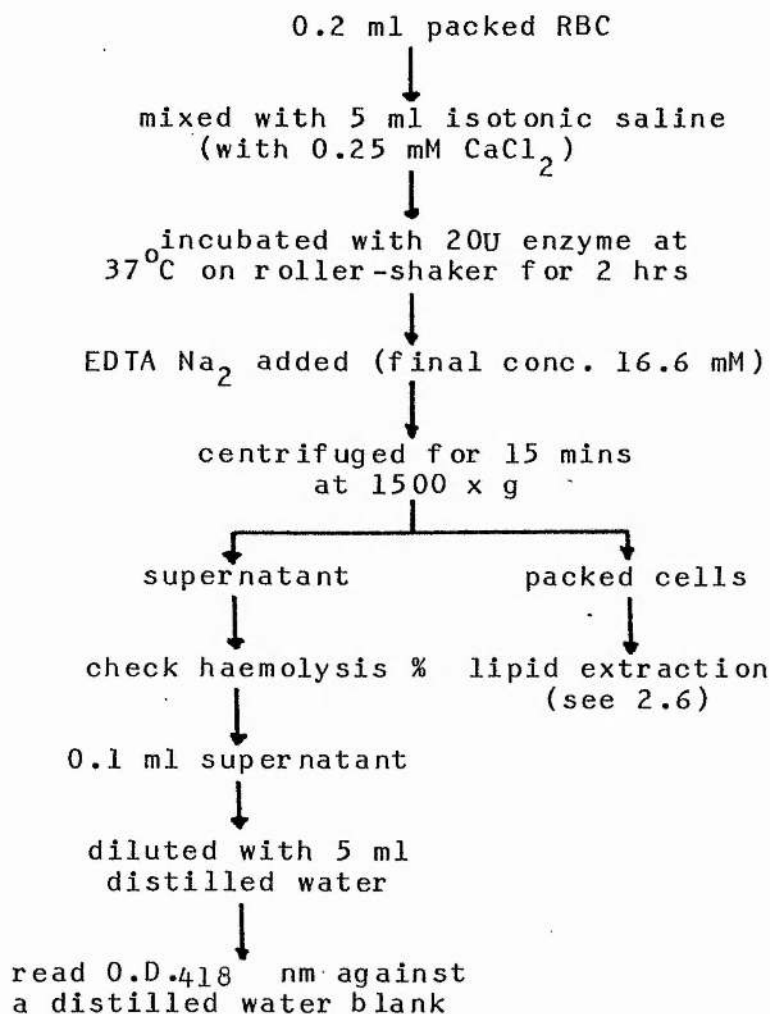 0.2 ml packed RBC
mixed with 5 ml isotonic saline
(with 0.25 mM CaCl₂)
incubated with 20U enzyme at
37°C on roller-shaker for 2 hrs
EDTA Na₂ added (final conc. 16.6 mM)
centrifuged for 15 mins
at 1500 x g
supernatant
packed cells
check haemolysis %
lipid extraction
(see 2.6)
0.1 ml supernatant
diluted with 5 ml
distilled water
read O.D.418 nm against
a distilled water blank